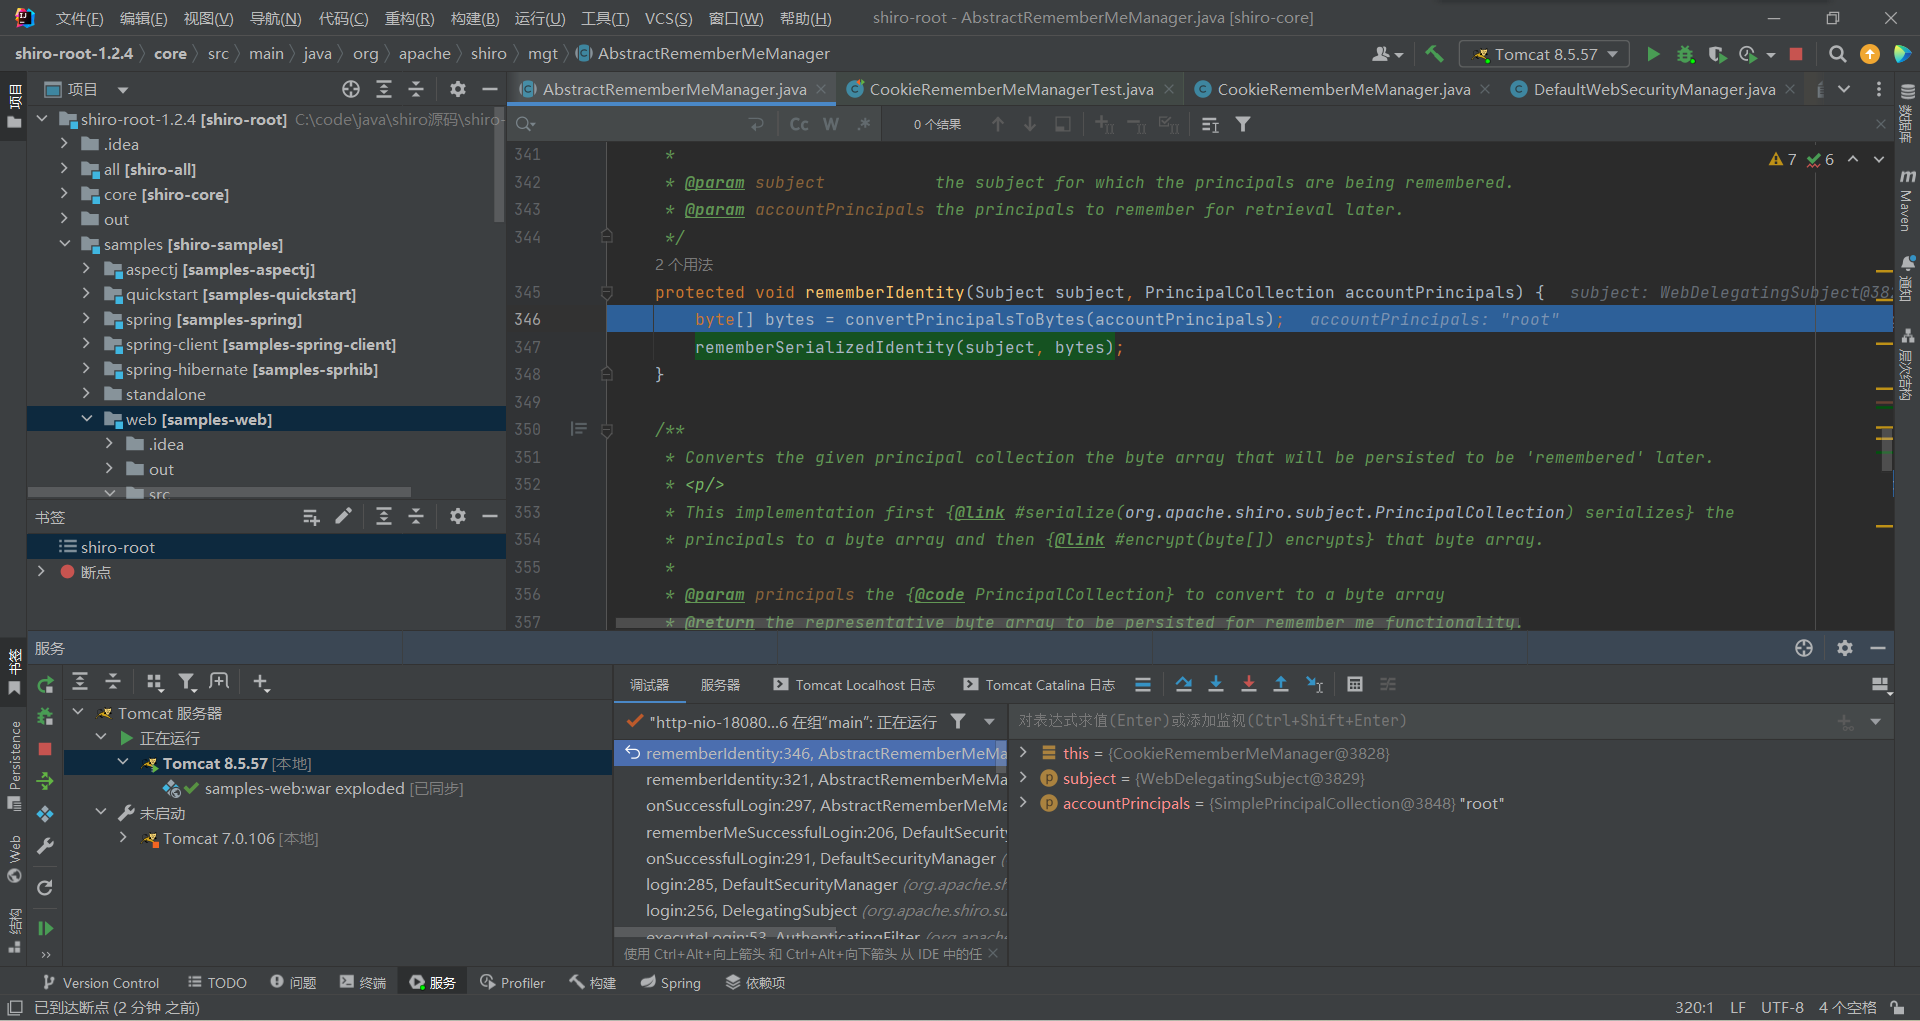 文件(F) 编辑(E) 视图(V) 导航(N) 代码(C) 重构(R) 构建(B) 运行(U) 工具(T) VCS(S) 窗口(W) 帮助(H) shiro-root - AbstractRememberMeManager.java [shiro-core]
shiro-root-1.2.4 core src main java org apache shiro mgt AbstractRememberMeManager
Tomcat 8.5.57
项目
项目
AbstractRememberMeManager.java CookieRememberMeManagerTest.java CookieRememberMeManager.java DefaultWebSecurityManager.java
Cc W .* 0 个结果
shiro-root-1.2.4 [shiro-root] C:\code\java\shiro源码\shiro-
.idea
all [shiro-all]
core [shiro-core]
out
samples [shiro-samples]
aspectj [samples-aspectj]
quickstart [samples-quickstart]
spring [samples-spring]
spring-client [samples-spring-client]
spring-hibernate [samples-sprhib]
standalone
web [samples-web]
.idea
out
src
书签
shiro-root
断点
7 6
341 *
342 * @param subject the subject for which the principals are being remembered.
343 * @param accountPrincipals the principals to remember for retrieval later.
344 */
2 个用法
345 protected void rememberIdentity(Subject subject, PrincipalCollection accountPrincipals) { subject: WebDelegatingSubject@38
346 byte[] bytes = convertPrincipalsToBytes(accountPrincipals); accountPrincipals: "root"
347 rememberSerializedIdentity(subject, bytes);
348 }
349
350 /**
351 * Converts the given principal collection the byte array that will be persisted to be 'remembered' later.
352 * <p/>
353 * This implementation first {@link #serialize(org.apache.shiro.subject.PrincipalCollection) serializes} the
354 * principals to a byte array and then {@link #encrypt(byte[]) encrypts} that byte array.
355 *
356 * @param principals the {@code PrincipalCollection} to convert to a byte array
357 * @return the representative byte array to be persisted for remember me functionality.
数据库
m Maven
通知
层次结构
书签
Persistence
Web
结构
服务
Tomcat 服务器
正在运行
Tomcat 8.5.57 [本地]
samples-web:war exploded [已同步]
未启动
Tomcat 7.0.106 [本地]
调试器 服务器 Tomcat Localhost 日志 Tomcat Catalina 日志
"http-nio-18080...6 在组"main": 正在运行
rememberIdentity:346, AbstractRememberMeMa
rememberIdentity:321, AbstractRememberMeMa
onSuccessfulLogin:297, AbstractRememberMeMa
rememberMeSuccessfulLogin:206, DefaultSecurity
onSuccessfulLogin:291, DefaultSecurityManager (
login:285, DefaultSecurityManager (org.apache.sh
login:256, DelegatingSubject (org.apache.shiro.su
executeLogin:53, AuthenticatingFilter (org.apache
使用 Ctrl+Alt+向上箭头 和 Ctrl+Alt+向下箭头 从 IDE 中的任
对表达式求值(Enter)或添加监视(Ctrl+Shift+Enter)
this = {CookieRememberMeManager@3828}
subject = {WebDelegatingSubject@3829}
accountPrincipals = {SimplePrincipalCollection@3848} "root"
Version Control TODO 问题 终端 服务 Profiler 构建 Spring 依赖项
已到达断点 (2 分钟 之前) 320:1 LF UTF-8 4 个空格